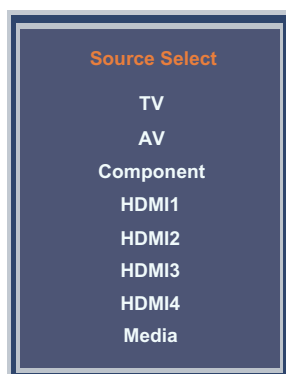 Source Select
TV
AV
Component
HDMI1
HDMI2
HDMI3
HDMI4
Media